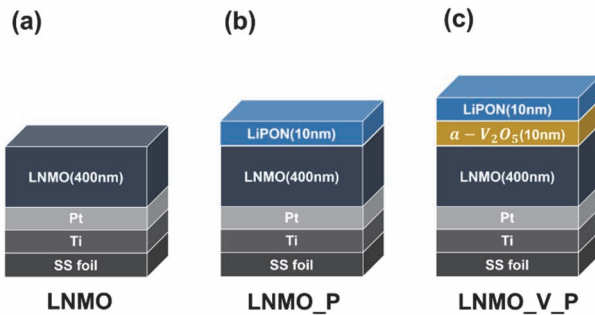 (a)
LNMO(400nm)
Pt
Ti
SS foil
LNMO
(b)
LiPON(10nm)
LNMO(400nm)
Pt
Ti
SS foil
LNMO_P
(c)
LiPON(10nm)
a − V₂O₅(10nm)
LNMO(400nm)
Pt
Ti
SS foil
LNMO_V_P